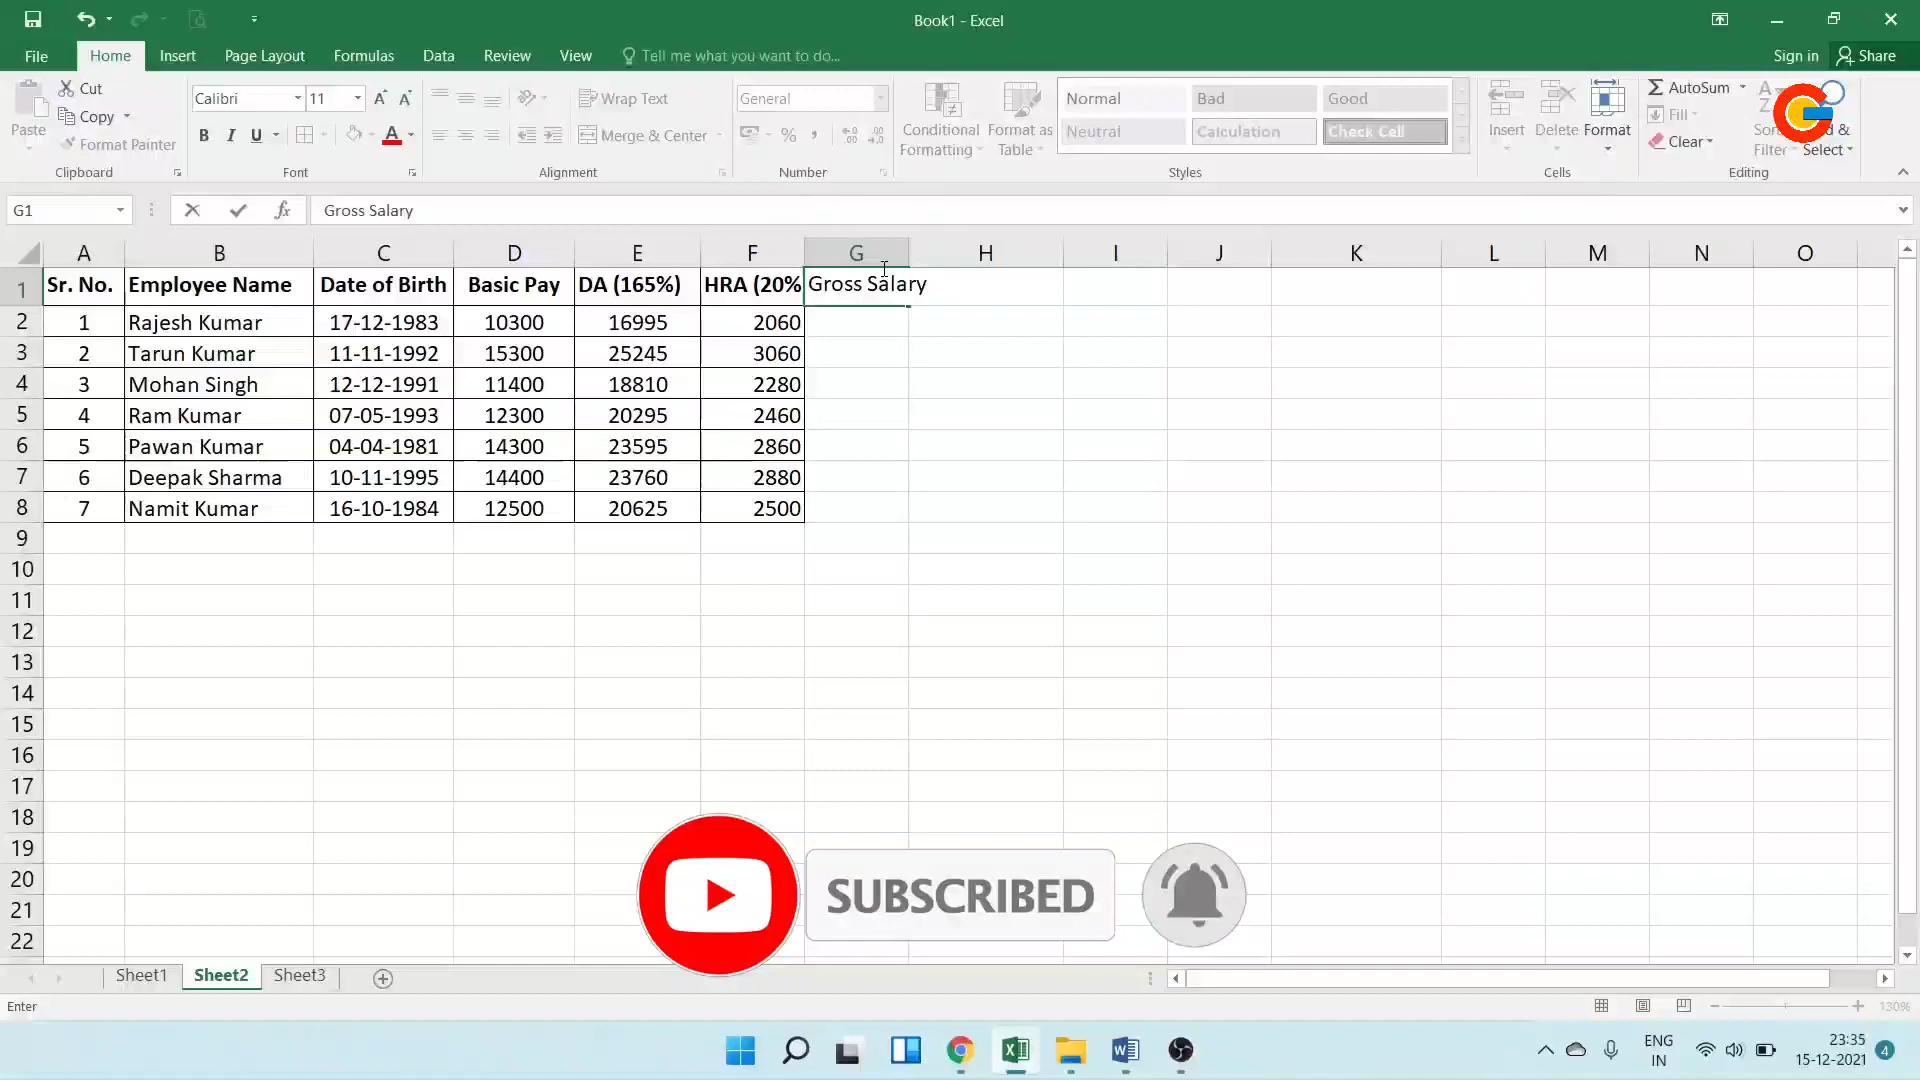 Book1 - Excel
File Home Insert Page Layout Formulas Data Review View Tell me what you want to do... Sign in Share
Cut
Copy
Format Painter
Paste
Clipboard
Calibri 11
B I U
Font
Wrap Text
Merge & Center
Alignment
General
%
Number
Conditional Formatting
Format as Table
Normal Bad Good
Neutral Calculation Check Cell
Styles
Insert Delete Format
Cells
AutoSum
Fill
Clear
Filter
Select
Editing
G1 fx Gross Salary
A B C D E F G H I J K L M N O
1 Sr. No. Employee Name Date of Birth Basic Pay DA (165%) HRA (20% Gross Salary
2 1 Rajesh Kumar 17-12-1983 10300 16995 2060
3 2 Tarun Kumar 11-11-1992 15300 25245 3060
4 3 Mohan Singh 12-12-1991 11400 18810 2280
5 4 Ram Kumar 07-05-1993 12300 20295 2460
6 5 Pawan Kumar 04-04-1981 14300 23595 2860
7 6 Deepak Sharma 10-11-1995 14400 23760 2880
8 7 Namit Kumar 16-10-1984 12500 20625 2500
9
10
11
12
13
14
15
16
17
18
19
20
21
22
SUBSCRIBED
Sheet1 Sheet2 Sheet3
Enter 130%
ENG
IN
23:35
15-12-2021
4